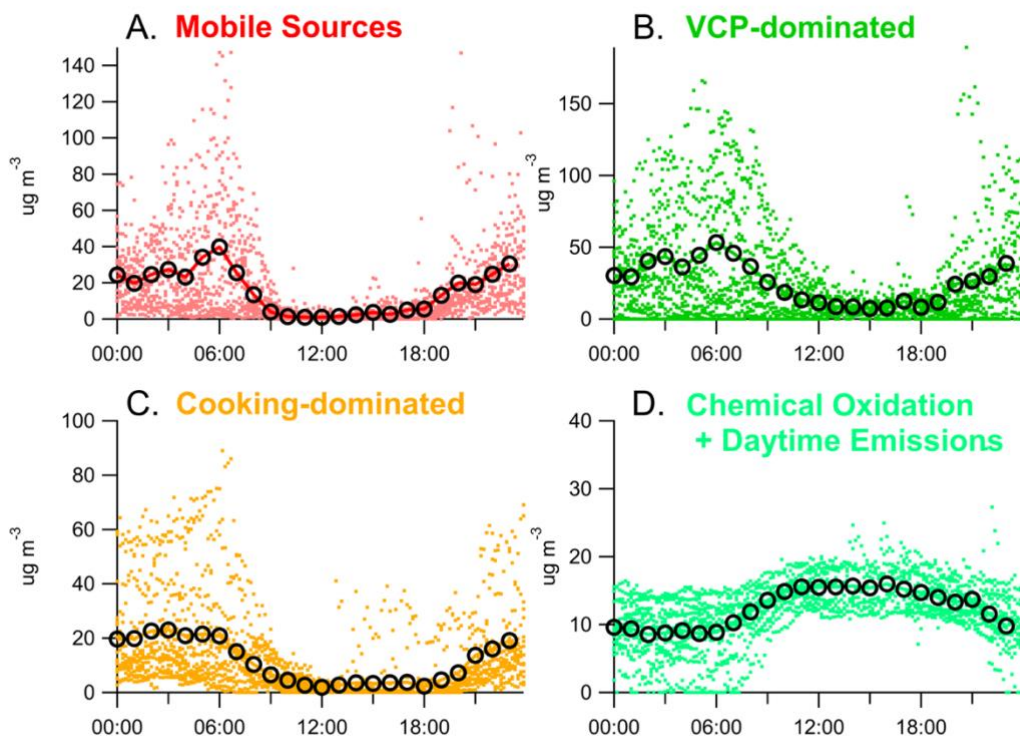 A. Mobile Sources
140
120
100
80
60
40
20
0
ug m⁻³
00:00 06:00 12:00 18:00
B. VCP-dominated
150
100
50
0
ug m⁻³
00:00 06:00 12:00 18:00
C. Cooking-dominated
100
80
60
40
20
0
ug m⁻³
00:00 06:00 12:00 18:00
D. Chemical Oxidation
+ Daytime Emissions
40
30
20
10
0
ug m⁻³
00:00 06:00 12:00 18:00